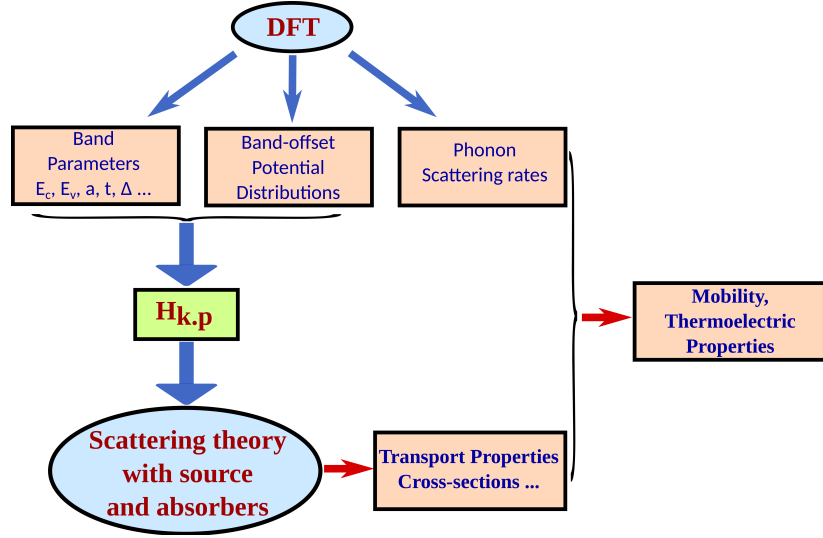 DFT
Band
Parameters
Ec, Ev, a, t, Δ ...
Band-offset
Potential
Distributions
Phonon
Scattering rates
Hk.p
Mobility,
Thermoelectric
Properties
Scattering theory
with source
and absorbers
Transport Properties
Cross-sections ...